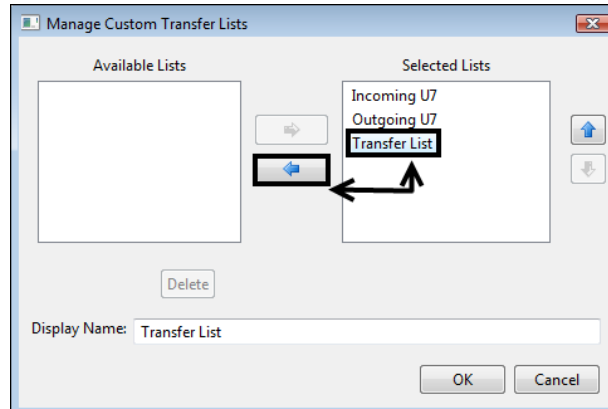 Manage Custom Transfer Lists
Available Lists
Selected Lists
Incoming U7
Outgoing U7
Transfer List
Delete
Display Name: Transfer List
OK Cancel